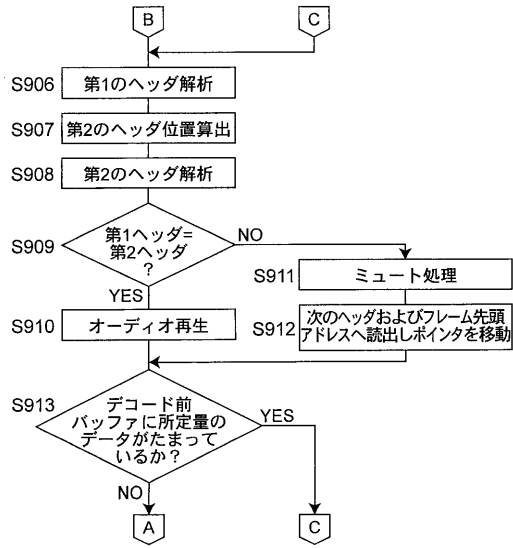 B
C
S906
第1のヘッダ解析
S907
第2のヘッダ位置算出
S908
第2のヘッダ解析
S909
第1ヘッダ=
第2ヘッダ
?
NO
YES
S911
ミュート処理
S910
オーディオ再生
S912
次のヘッダおよびフレーム先頭
アドレスへ読出しポインタを移動
S913
デコード前
バッファに所定量の
データがたまって
いるか?
YES
NO
A
C